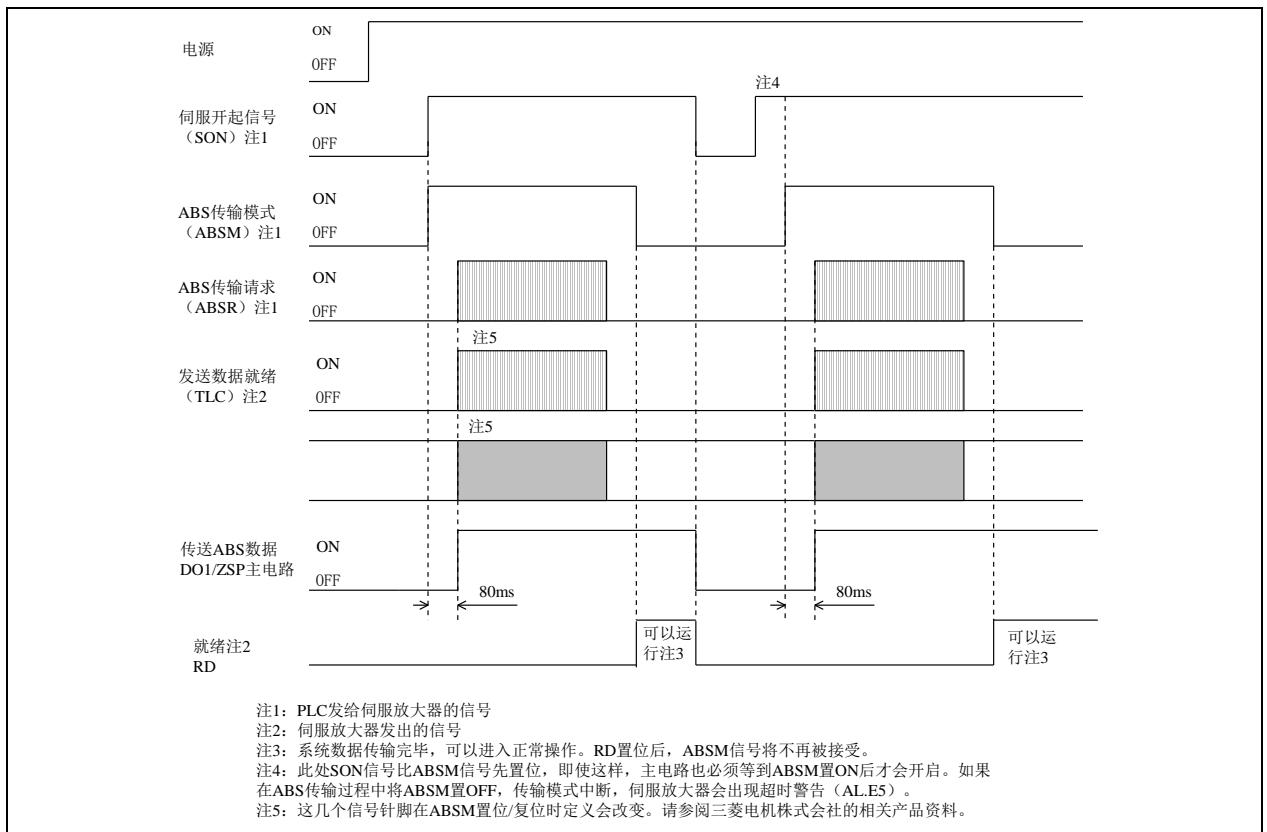 电源
ON
OFF
伺服开起信号
（SON）注1
ON
OFF
注4
ABS传输模式
（ABSM）注1
ON
OFF
ABS传输请求
（ABSR）注1
ON
OFF
注5
发送数据就绪
（TLC）注2
ON
OFF
注5
传送ABS数据
DO1/ZSP主电路
ON
OFF
80ms
80ms
就绪注2
RD
可以运
行注3
可以运
行注3
注1：PLC发给伺服放大器的信号
注2：伺服放大器发出的信号
注3：系统数据传输完毕，可以进入正常操作。RD置位后，ABSM信号将不再被接受。
注4：此处SON信号比ABSM信号先置位，即使这样，主电路也必须等到ABSM置ON后才会开启。如果
在ABS传输过程中将ABSM置OFF，传输模式中断，伺服放大器会出现超时警告（AL.E5）。
注5：这几个信号针脚在ABSM置位/复位时定义会改变。请参阅三菱电机株式会社的相关产品资料。